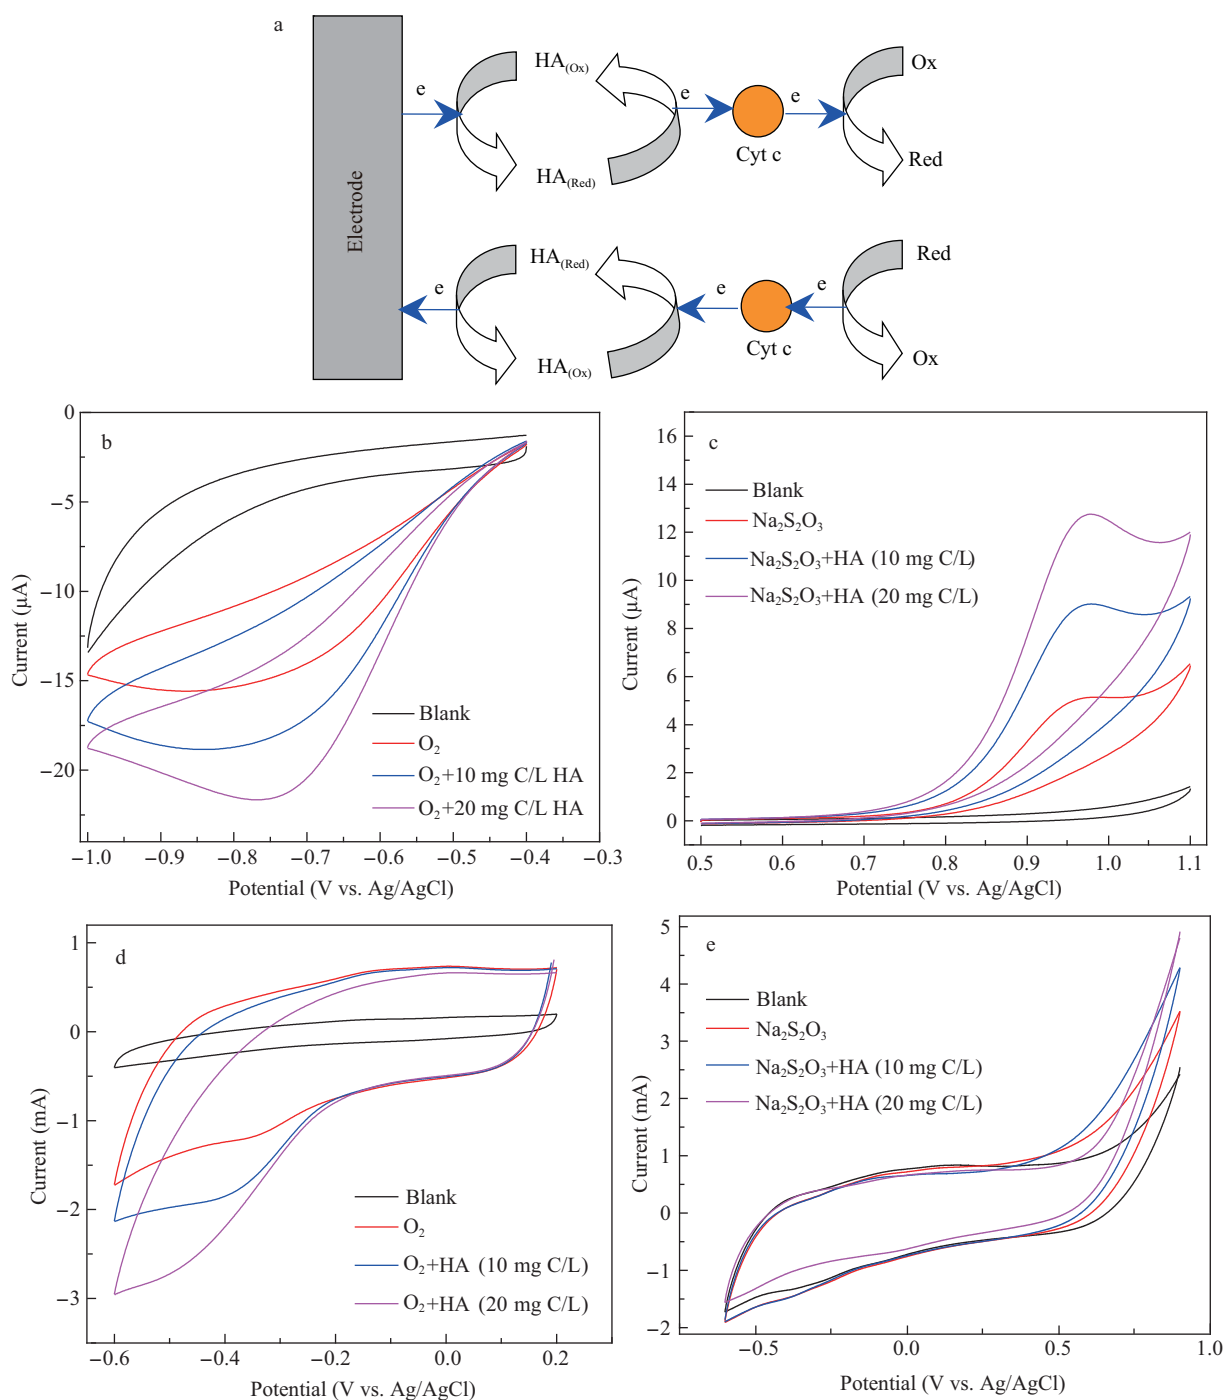 a
Electrode
e
HA(Ox)
HA(Red)
e
Cyt c
e
Ox
Red
e
HA(Red)
HA(Ox)
e
Cyt c
e
Red
Ox
b
0
−5
−10
−15
−20
Current (μA)
Blank
O₂
O₂+10 mg C/L HA
O₂+20 mg C/L HA
−1.0 −0.9 −0.8 −0.7 −0.6 −0.5 −0.4 −0.3
Potential (V vs. Ag/AgCl)
c
16
14
12
10
8
6
4
2
0
Current (μA)
Blank
Na₂S₂O₃
Na₂S₂O₃+HA (10 mg C/L)
Na₂S₂O₃+HA (20 mg C/L)
0.5 0.6 0.7 0.8 0.9 1.0 1.1
Potential (V vs. Ag/AgCl)
d
1
0
−1
−2
−3
Current (mA)
Blank
O₂
O₂+HA (10 mg C/L)
O₂+HA (20 mg C/L)
−0.6 −0.4 −0.2 0.0 0.2
Potential (V vs. Ag/AgCl)
e
5
4
3
2
1
0
−1
−2
Current (mA)
Blank
Na₂S₂O₃
Na₂S₂O₃+HA (10 mg C/L)
Na₂S₂O₃+HA (20 mg C/L)
−0.5 0.0 0.5 1.0
Potential (V vs. Ag/AgCl)